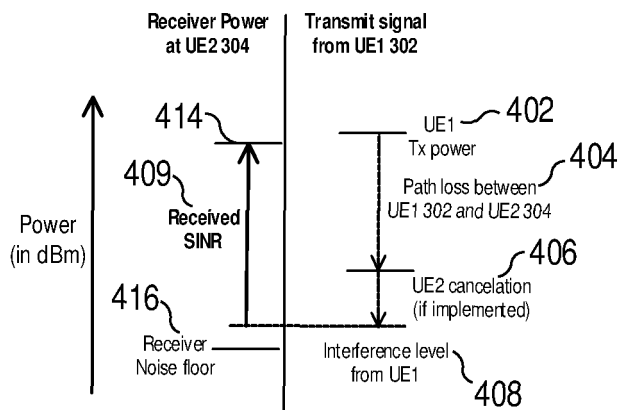 Receiver Power
at UE2 304
Transmit signal
from UE1 302
414
UE1
Tx power
402
409
Received
SINR
Path loss between
UE1 302 and UE2 304
404
Power
(in dBm)
406
UE2 cancelation
(if implemented)
416
Receiver
Noise floor
Interference level
from UE1
408